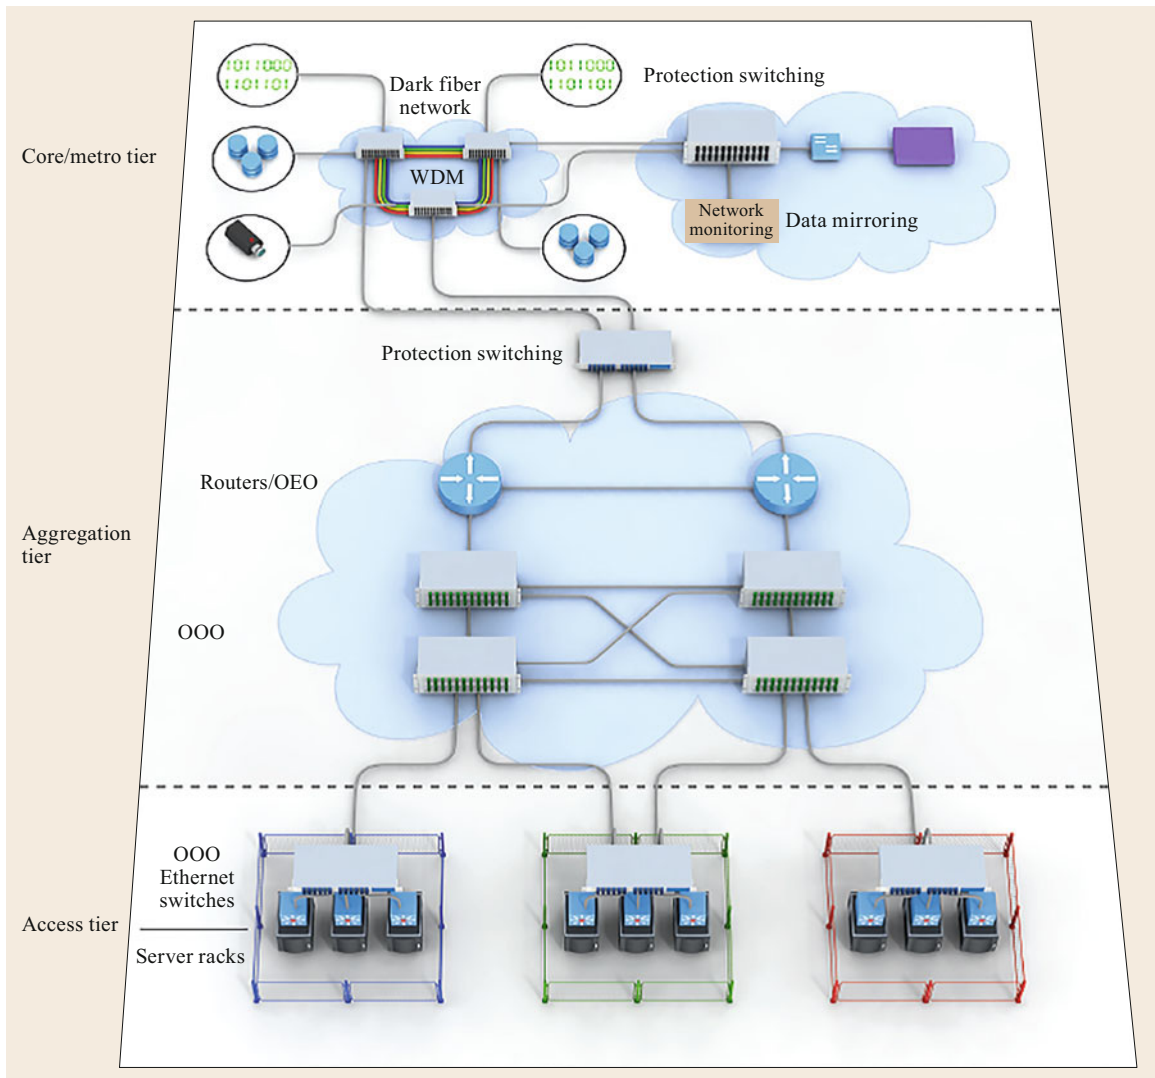 1011000
1101101
1011000
1101101
Protection switching
Dark fiber
network
Core/metro tier
WDM
Network
monitoring
Data mirroring
Protection switching
Routers/OEO
Aggregation
tier
OOO
OOO
Ethernet
switches
Access tier
Server racks